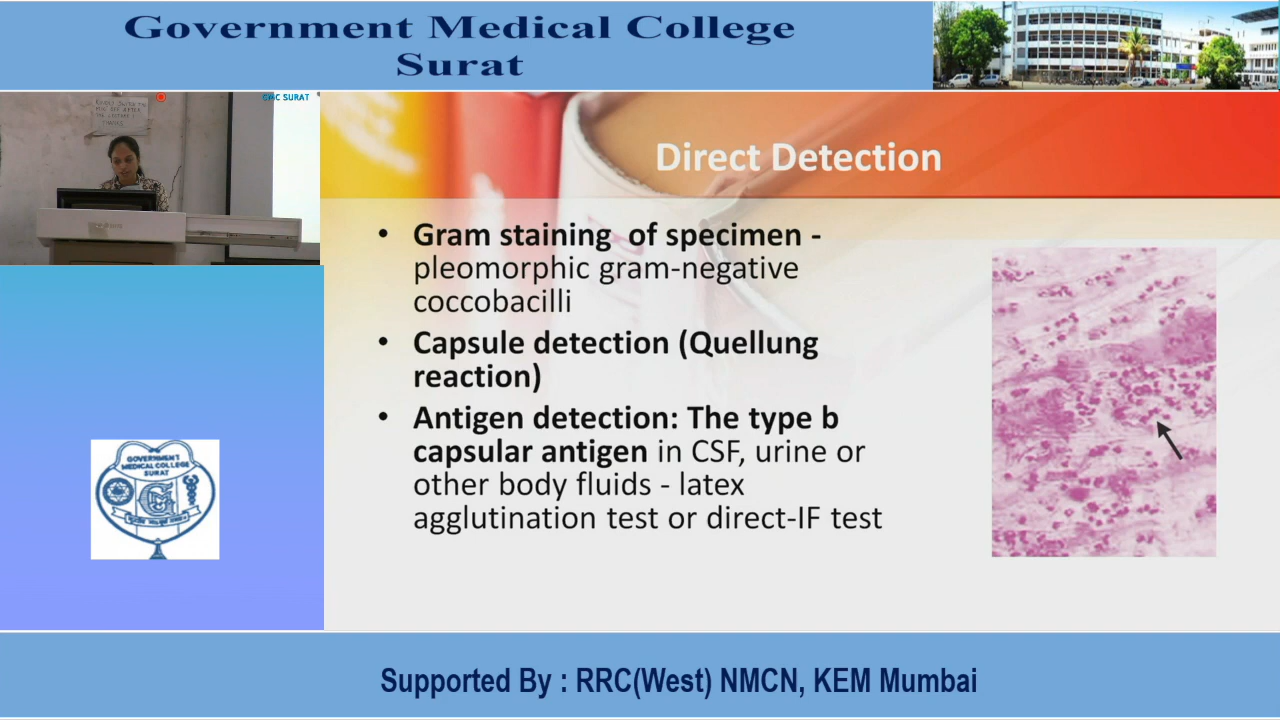 Government Medical College
Surat
GMC SURAT
Direct Detection
• Gram staining of specimen -
pleomorphic gram-negative
coccobacilli
• Capsule detection (Quellung
reaction)
• Antigen detection: The type b
capsular antigen in CSF, urine or
other body fluids - latex
agglutination test or direct-IF test
GOVERNMENT
MEDICAL COLLEGE
SURAT
Supported By : RRC(West) NMCN, KEM Mumbai